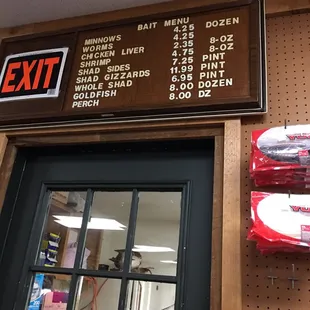 BAIT MENU
MINNOWS 4.25 DOZEN
WORMS 4.25
CHICKEN LIVER 2.35 8-OZ
SHRIMP 4.75 8-OZ
SHAD SIDES 7.25 PINT
SHAD GIZZARDS 11.99 PINT
WHOLE SHAD 6.95 PINT
GOLDFISH 8.00 DOZEN
PERCH 8.00 DZ
EXIT